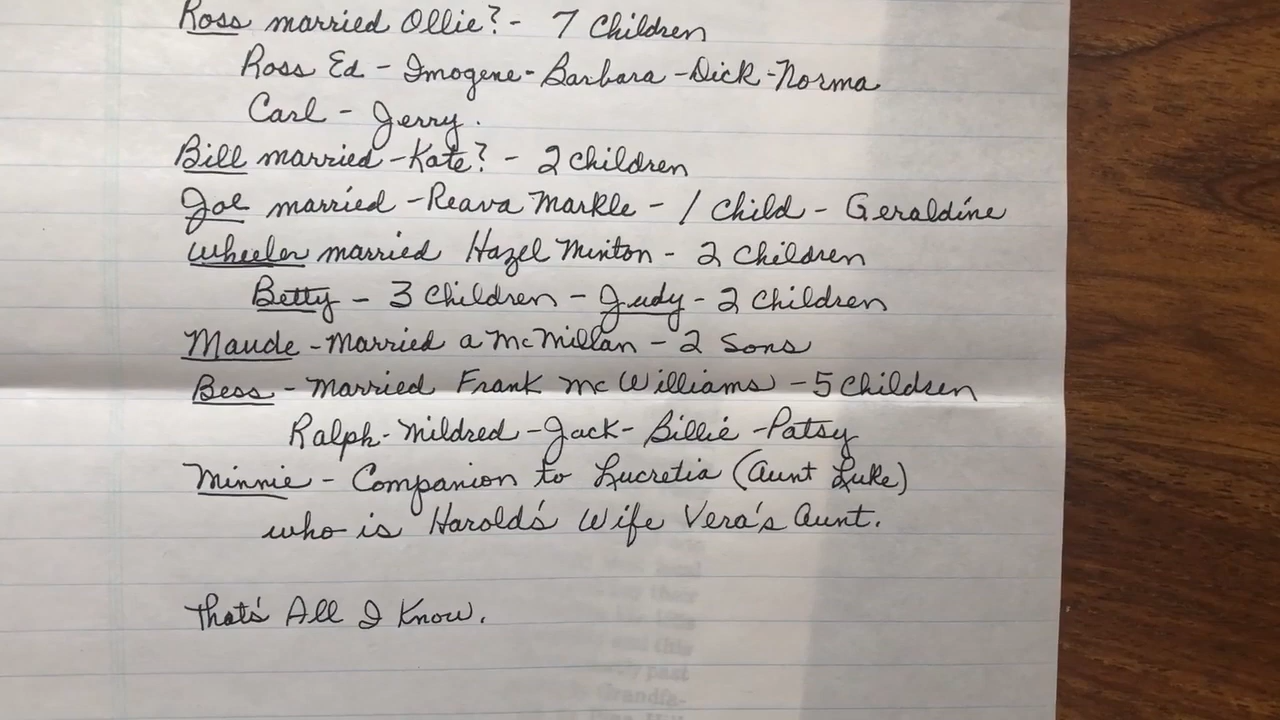 Ross married Ollie? - 7 Children
Ross Ed - Imogene - Barbara - Dick - Norma
Carl - Jerry.
Bill married - Kate? - 2 children
Joe married - Reava Markle - 1 Child - Geraldine
Wheeler married Hazel Minton - 2 Children
Betty - 3 Children - Judy - 2 Children
Maude - Married a McMillan - 2 Sons
Bess - Married Frank McWilliams - 5 Children
Ralph - Mildred - Jack - Billie - Patsy
Minnie - Companion to Lucretia (Aunt Luke)
who is Harold's Wife Vera's Aunt.
That's All I Know.
past
Grandfa-